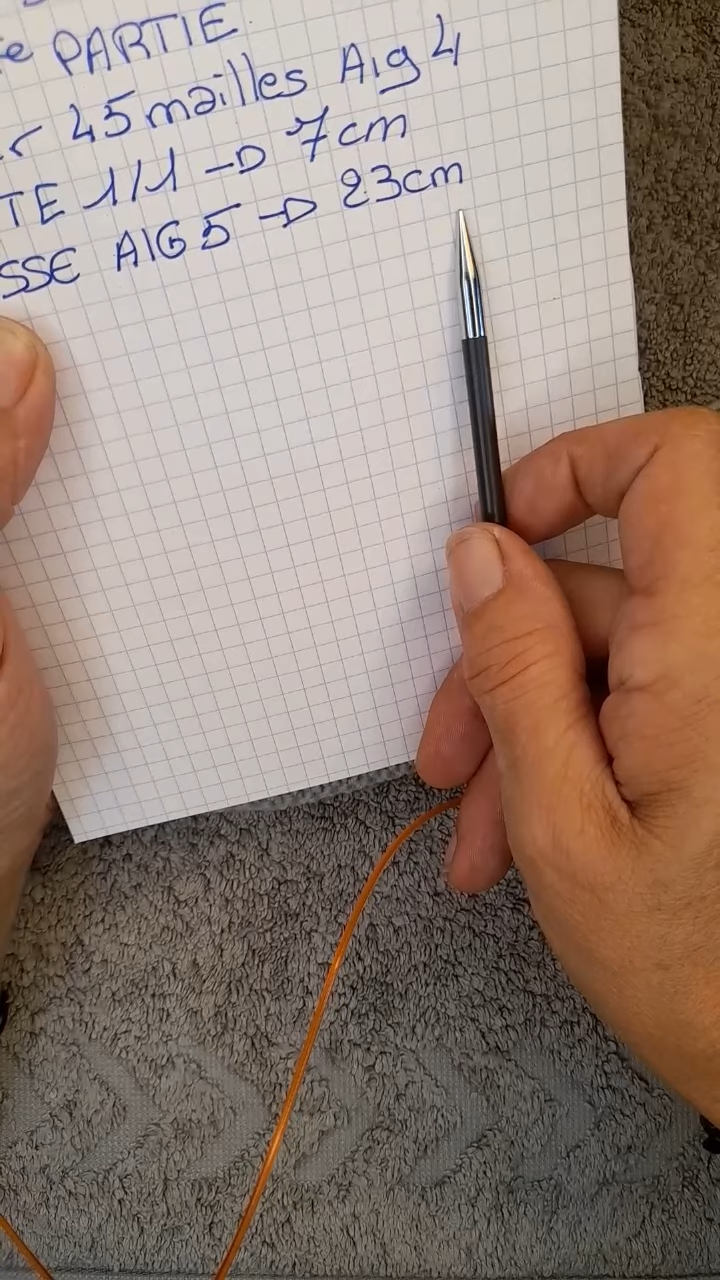 e PARTIE
r 45 mailles Aig 4
TE 1/1 → 7cm
SSE AIG 5 → 23cm